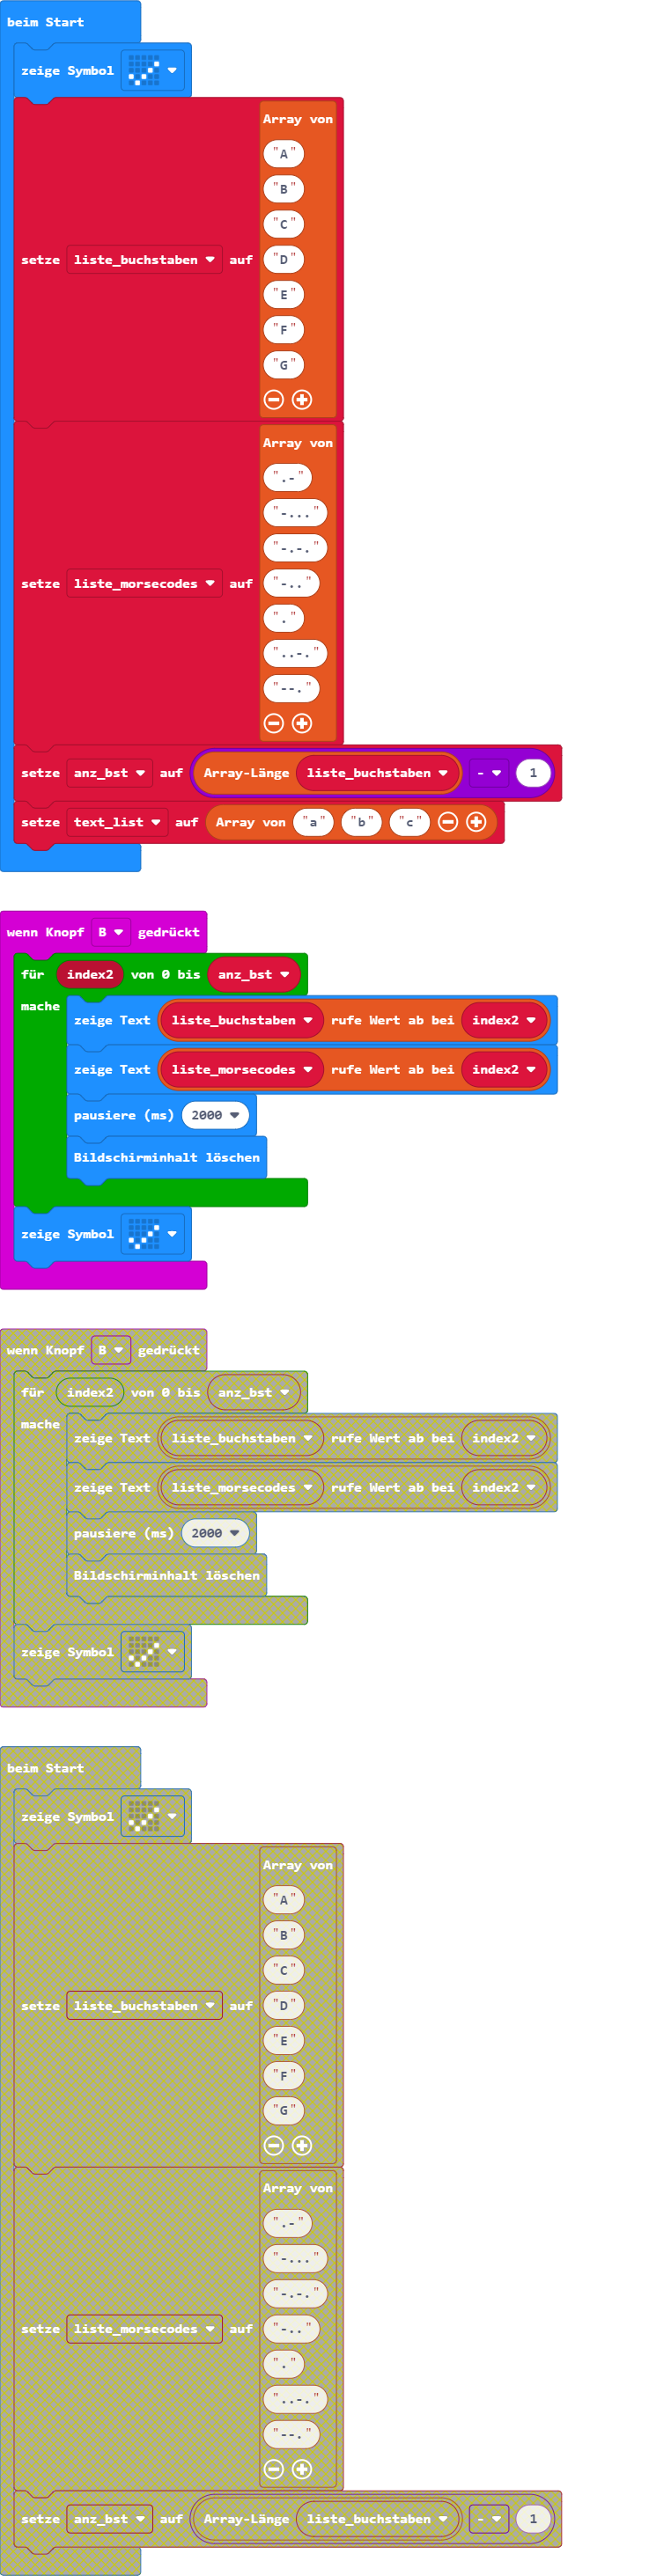 beim Start
zeige Symbol
Array von
"A"
"B"
"C"
"D"
setze liste_buchstaben auf
"E"
"F"
"G"
Array von
".-"
"-..."
"-.-."
setze liste_morsecodes auf
"-.."
"."
"..-."
"--."
setze anz_bst auf Array-Länge liste_buchstaben - 1
setze text_list auf Array von "a" "b" "c"
wenn Knopf B gedrückt
für index2 von 0 bis anz_bst
mache
zeige Text liste_buchstaben rufe Wert ab bei index2
zeige Text liste_morsecodes rufe Wert ab bei index2
pausiere (ms) 2000
Bildschirminhalt löschen
zeige Symbol
wenn Knopf B gedrückt
für index2 von 0 bis anz_bst
mache
zeige Text liste_buchstaben rufe Wert ab bei index2
zeige Text liste_morsecodes rufe Wert ab bei index2
pausiere (ms) 2000
Bildschirminhalt löschen
zeige Symbol
beim Start
zeige Symbol
Array von
"A"
"B"
"C"
"D"
setze liste_buchstaben auf
"E"
"F"
"G"
Array von
".-"
"-..."
"-.-."
setze liste_morsecodes auf
"-.."
"."
"..-."
"--."
setze anz_bst auf Array-Länge liste_buchstaben - 1